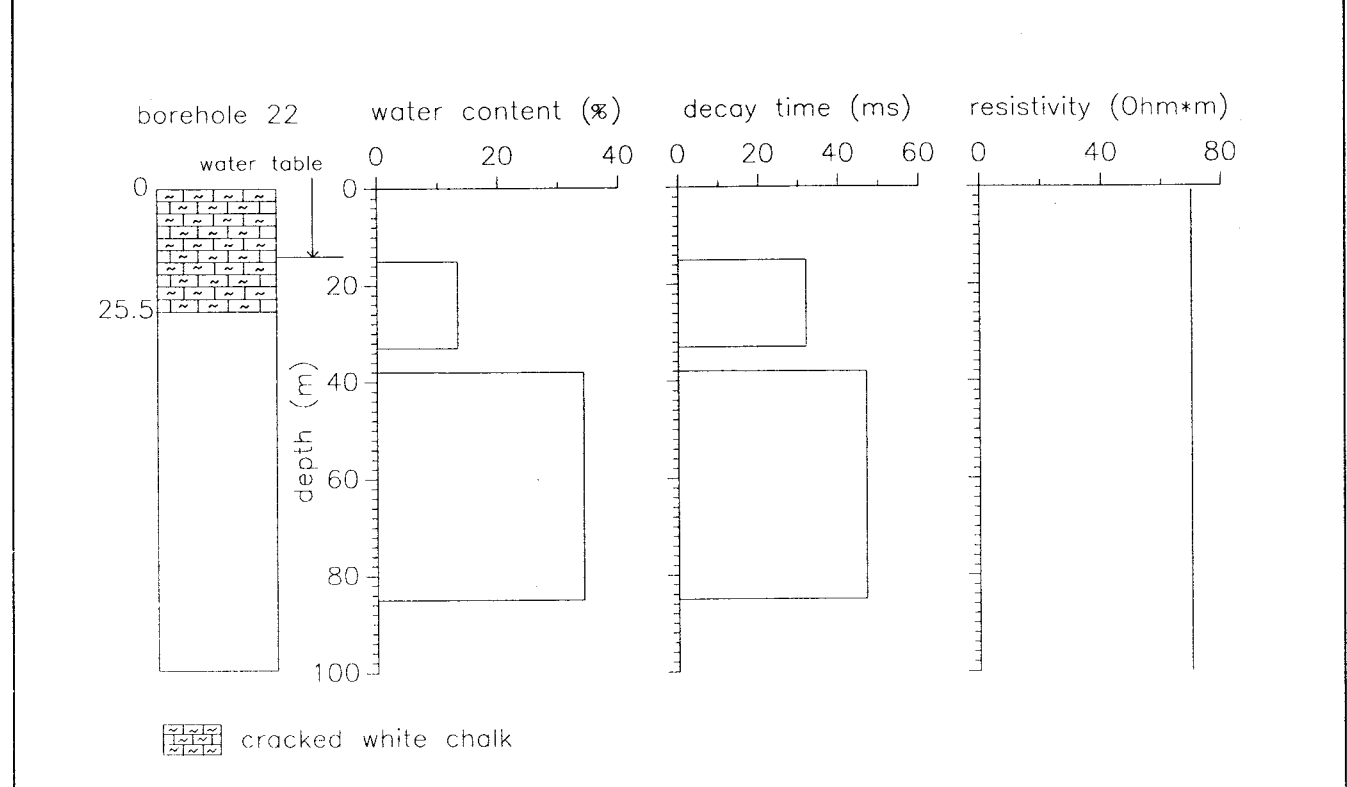 borehole 22
water content (%)
decay time (ms)
resistivity (Ohm*m)
water table
0 20 40
0 20 40 60
0 40 80
0
25.5
depth (m)
0
20
40
60
80
100
cracked white chalk